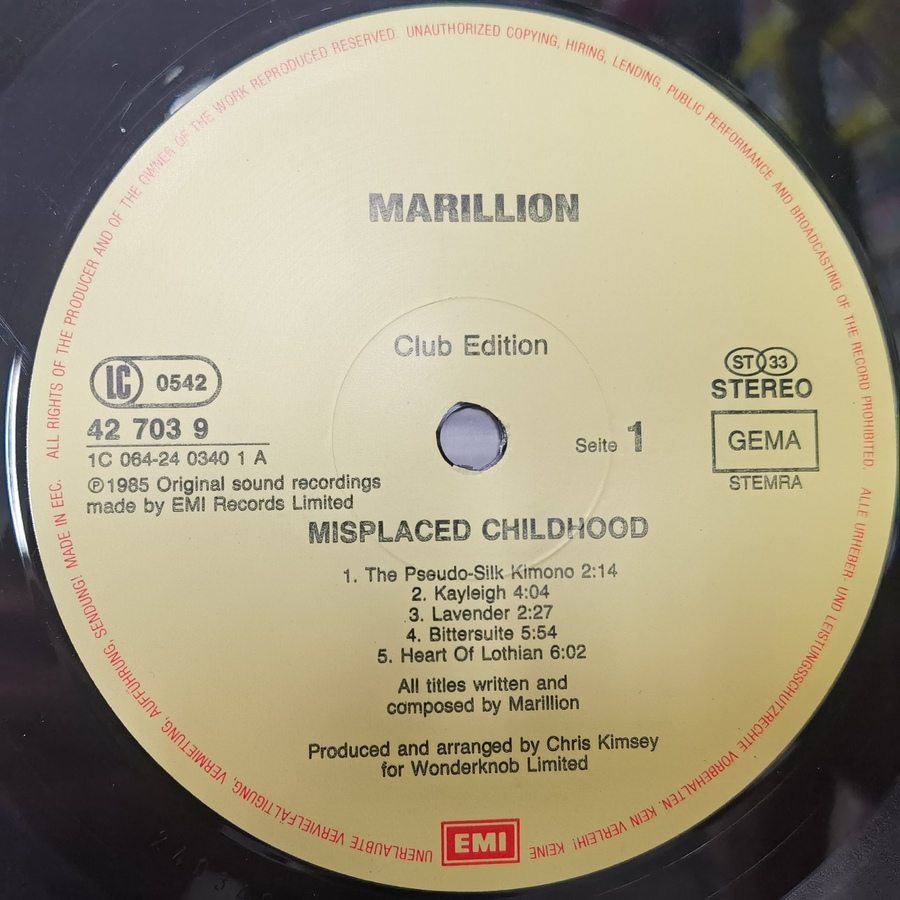 MARILLION
Club Edition
LC 0542
42 703 9
1C 064-24 0340 1 A
℗1985 Original sound recordings
made by EMI Records Limited
ST 33
STEREO
GEMA
STEMRA
Seite 1
MISPLACED CHILDHOOD
1. The Pseudo-Silk Kimono 2:14
2. Kayleigh 4:04
3. Lavender 2:27
4. Bittersuite 5:54
5. Heart Of Lothian 6:02
All titles written and
composed by Marillion
Produced and arranged by Chris Kimsey
for Wonderknob Limited
EMI
ALL RIGHTS OF THE PRODUCER AND OF THE OWNER OF THE WORK REPRODUCED RESERVED. UNAUTHORIZED COPYING, HIRING, LENDING, PUBLIC PERFORMANCE AND BROADCASTING OF THE RECORD PROHIBITED.
ALLE URHEBER- UND LEISTUNGSSCHUTZRECHTE VORBEHALTEN. KEIN VERLEIH! KEINE UNERLAUBTE VERVIELFÄLTIGUNG, VERMIETUNG, AUFFÜHRUNG, SENDUNG! MADE IN EEC.